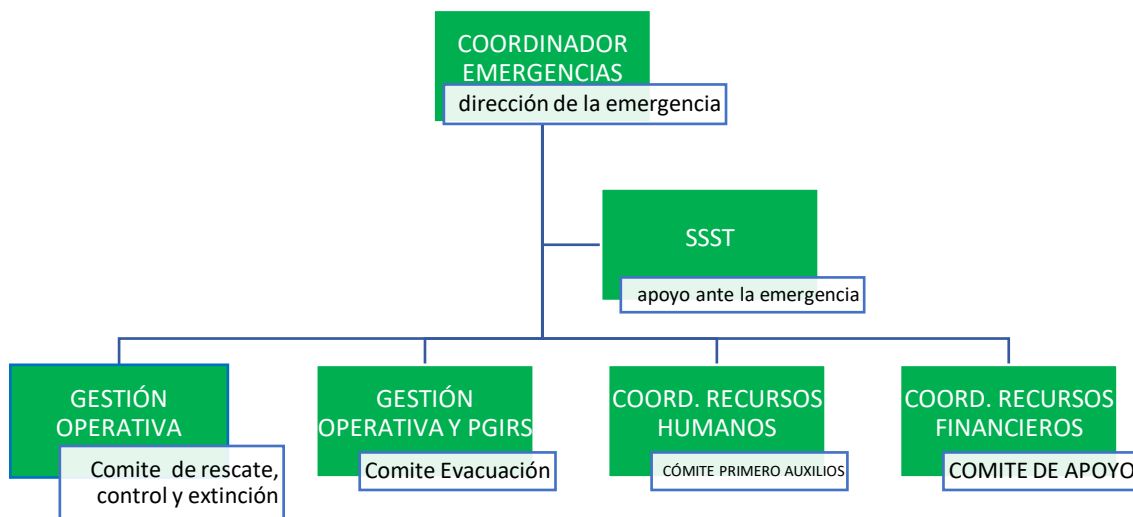 COORDINADOR
EMERGENCIAS
dirección de la emergencia
SSST
apoyo ante la emergencia
GESTIÓN
OPERATIVA
Comite de rescate,
control y extinción
GESTIÓN
OPERATIVA Y PGIRS
Comite Evacuación
COORD. RECURSOS
HUMANOS
CÓMITE PRIMERO AUXILIOS
COORD. RECURSOS
FINANCIEROS
COMITE DE APOYO